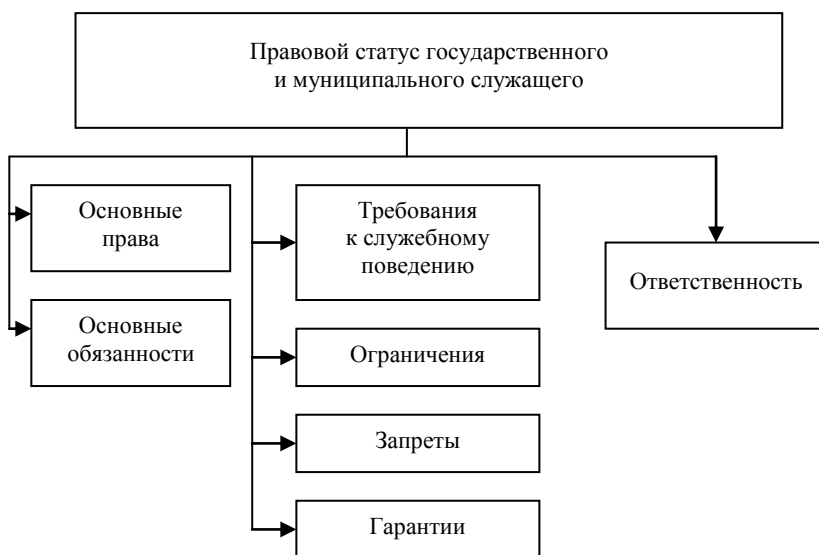 Правовой статус государственного
и муниципального служащего
Основные
права
Основные
обязанности
Требования
к служебному
поведению
Ограничения
Запреты
Гарантии
Ответственность